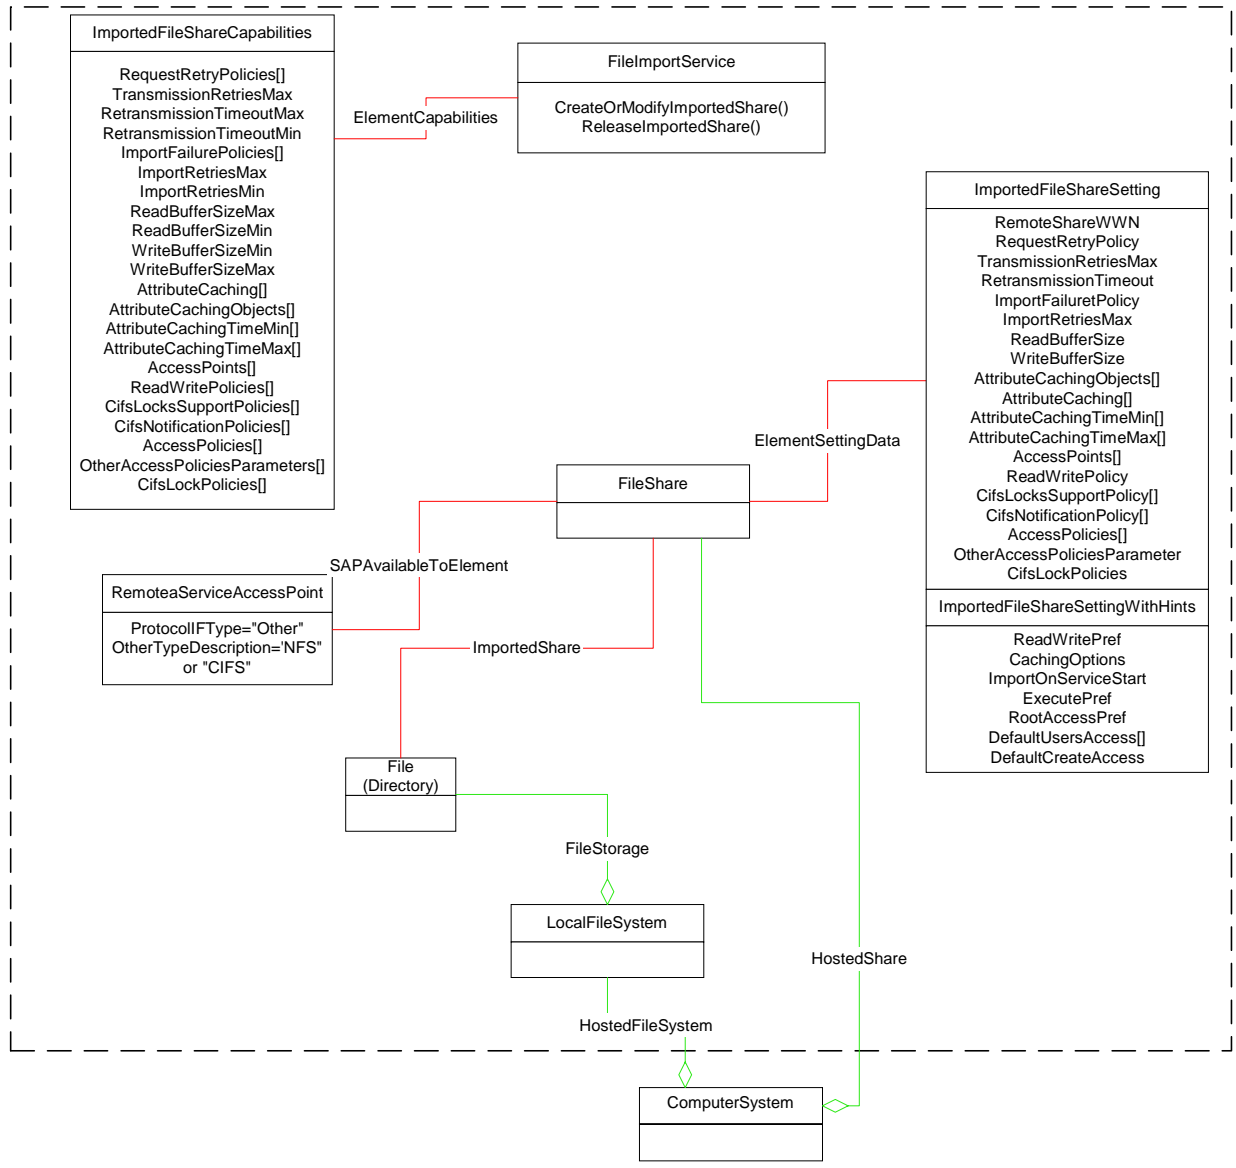 ImportedFileShareCapabilities
RequestRetryPolicies[]
TransmissionRetriesMax
RetransmissionTimeoutMax
RetransmissionTimeoutMin
ImportFailurePolicies[]
ImportRetriesMax
ImportRetriesMin
ReadBufferSizeMax
ReadBufferSizeMin
WriteBufferSizeMin
WriteBufferSizeMax
AttributeCaching[]
AttributeCachingObjects[]
AttributeCachingTimeMin[]
AttributeCachingTimeMax[]
AccessPoints[]
ReadWritePolicies[]
CifsLocksSupportPolicies[]
CifsNotificationPolicies[]
AccessPolicies[]
OtherAccessPoliciesParameters[]
CifsLockPolicies[]
ElementCapabilities
FileImportService
CreateOrModifyImportedShare()
ReleaseImportedShare()
ImportedFileShareSetting
RemoteShareWWN
RequestRetryPolicy
TransmissionRetriesMax
RetransmissionTimeout
ImportFailuretPolicy
ImportRetriesMax
ReadBufferSize
WriteBufferSize
AttributeCachingObjects[]
AttributeCaching[]
AttributeCachingTimeMin[]
AttributeCachingTimeMax[]
AccessPoints[]
ReadWritePolicy
CifsLocksSupportPolicy[]
CifsNotificationPolicy[]
AccessPolicies[]
OtherAccessPoliciesParameter
CifsLockPolicies
ImportedFileShareSettingWithHints
ReadWritePref
CachingOptions
ImportOnServiceStart
ExecutePref
RootAccessPref
DefaultUsersAccess[]
DefaultCreateAccess
ElementSettingData
FileShare
SAPAvailableToElement
RemoteaServiceAccessPoint
ProtocolIFType="Other"
OtherTypeDescription='NFS"
or "CIFS"
ImportedShare
File
(Directory)
FileStorage
LocalFileSystem
HostedShare
HostedFileSystem
ComputerSystem